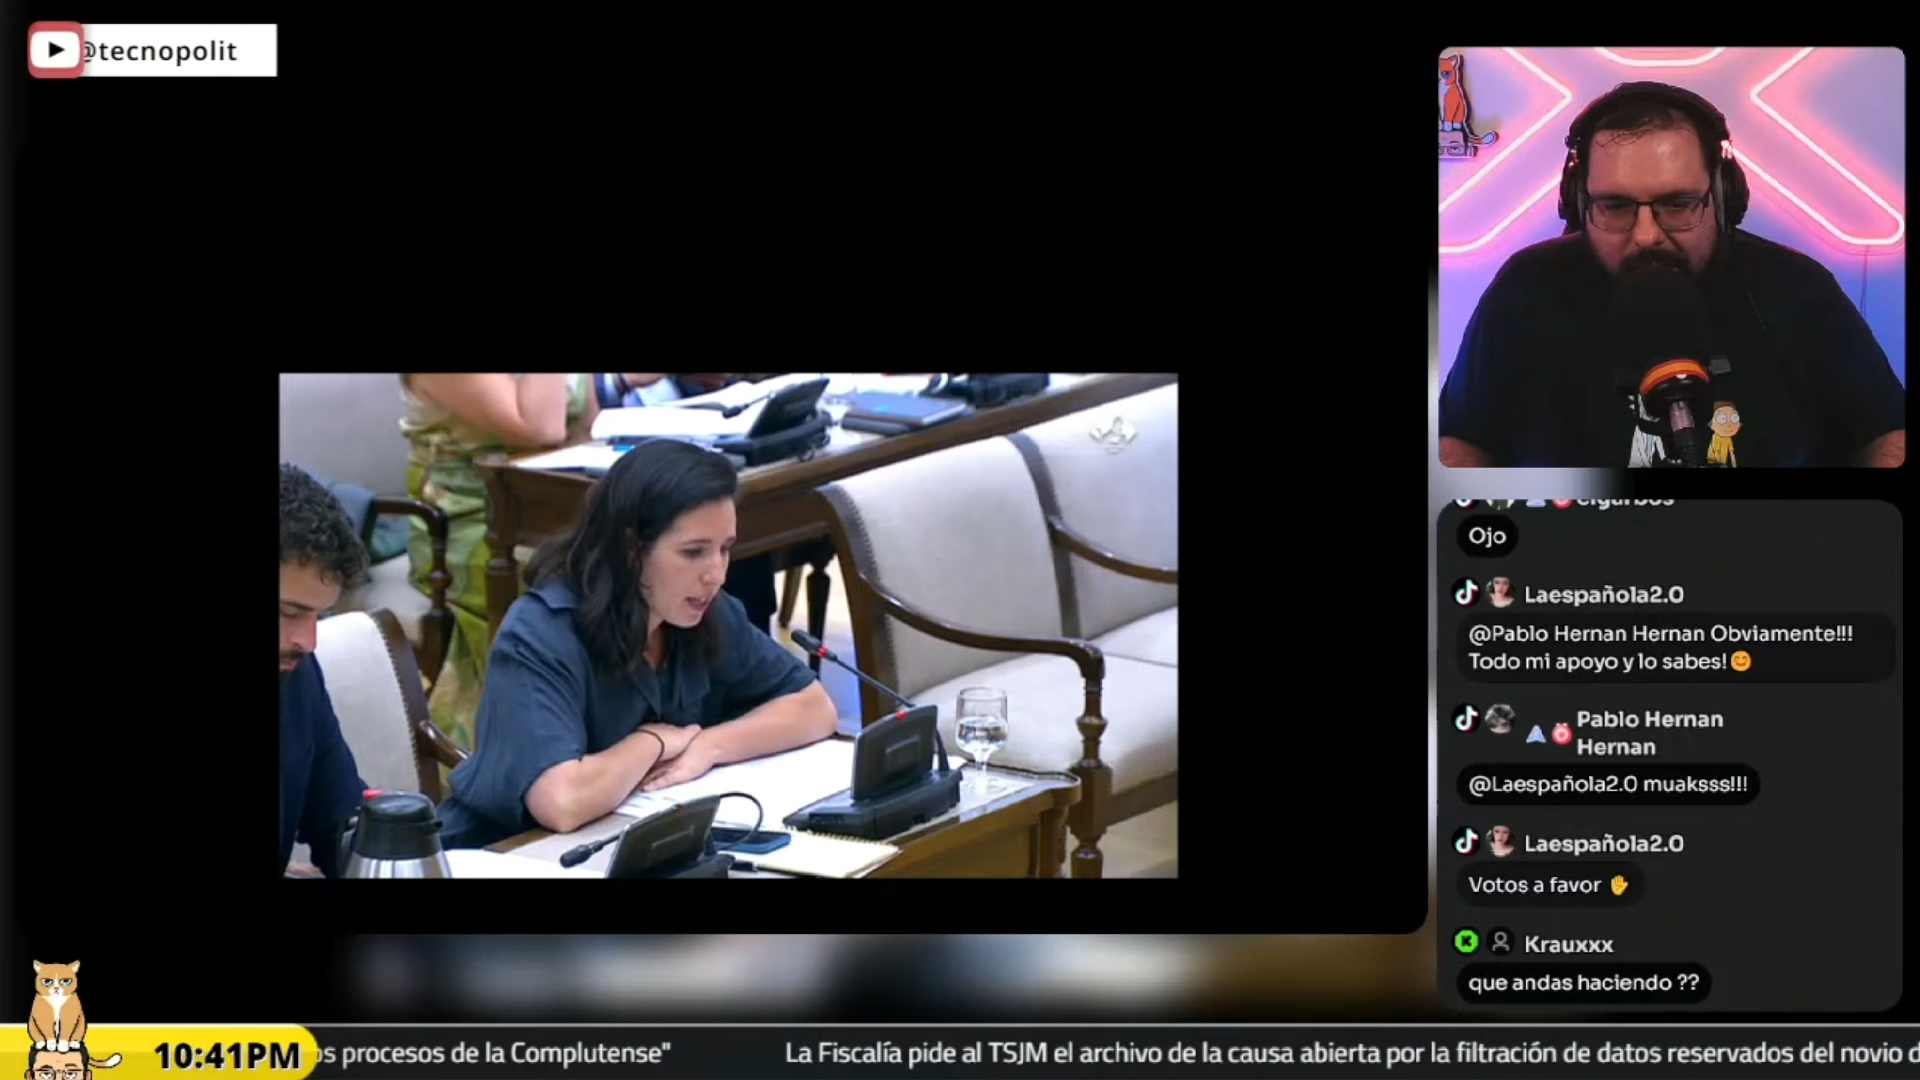 @tecnopolit
Ojo
Laespañola2.0
@Pablo Hernan Hernan Obviamente!!!
Todo mi apoyo y lo sabes!😊
Pablo Hernan
Hernan
@Laespañola2.0 muaksss!!!
Laespañola2.0
Votos a favor ✋
Krauxxx
que andas haciendo ??
10:41PM
os procesos de la Complutense"
La Fiscalía pide al TSJM el archivo de la causa abierta por la filtración de datos reservados del novio d